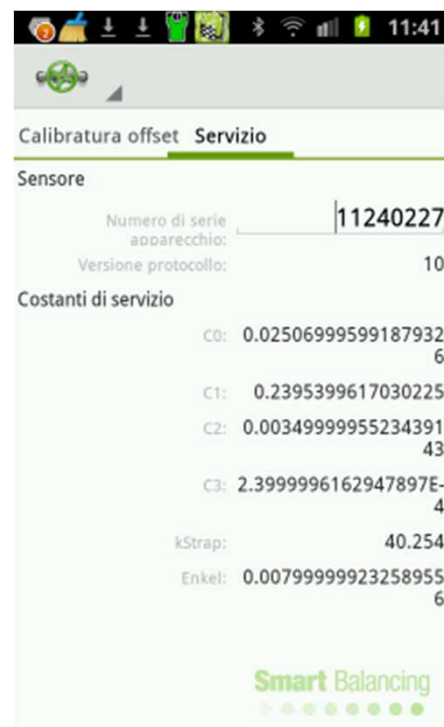 2
11:41
Calibratura offset Servizio
Sensore
Numero di serie 11240227
apparecchio:
Versione protocollo: 10
Costanti di servizio
C0: 0.02506999599187932
6
C1: 0.2395399617030225
C2: 0.00349999955234391
43
C3: 2.3999996162947897E-
4
kStrap: 40.254
Enkel: 0.00799999923258955
6
Smart Balancing